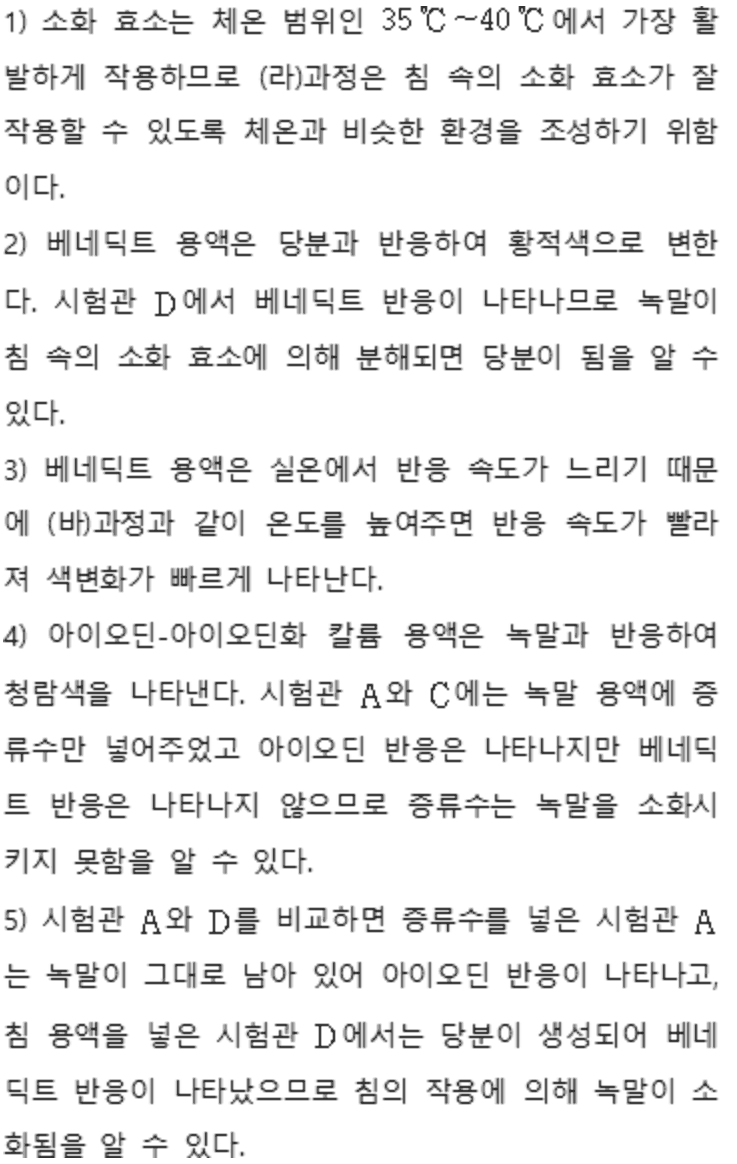 1) 소화 효소는 체온 범위인 35℃~40℃에서 가장 활
발하게 작용하므로 (라)과정은 침 속의 소화 효소가 잘
작용할 수 있도록 체온과 비슷한 환경을 조성하기 위함
이다.
2) 베네딕트 용액은 당분과 반응하여 황적색으로 변한
다. 시험관 D에서 베네딕트 반응이 나타나므로 녹말이
침 속의 소화 효소에 의해 분해되면 당분이 됨을 알 수
있다.
3) 베네딕트 용액은 실온에서 반응 속도가 느리기 때문
에 (바)과정과 같이 온도를 높여주면 반응 속도가 빨라
져 색변화가 빠르게 나타난다.
4) 아이오딘-아이오딘화 칼륨 용액은 녹말과 반응하여
청람색을 나타낸다. 시험관 A와 C에는 녹말 용액에 증
류수만 넣어주었고 아이오딘 반응은 나타나지만 베네딕
트 반응은 나타나지 않으므로 증류수는 녹말을 소화시
키지 못함을 알 수 있다.
5) 시험관 A와 D를 비교하면 증류수를 넣은 시험관 A
는 녹말이 그대로 남아 있어 아이오딘 반응이 나타나고,
침 용액을 넣은 시험관 D에서는 당분이 생성되어 베네
딕트 반응이 나타났으므로 침의 작용에 의해 녹말이 소
화됨을 알 수 있다.